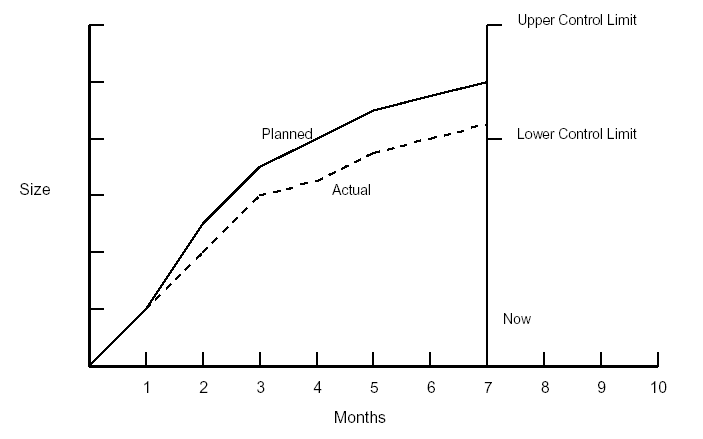 Upper Control Limit
Planned
Lower Control Limit
Size
Actual
Now
1 2 3 4 5 6 7 8 9 10
Months